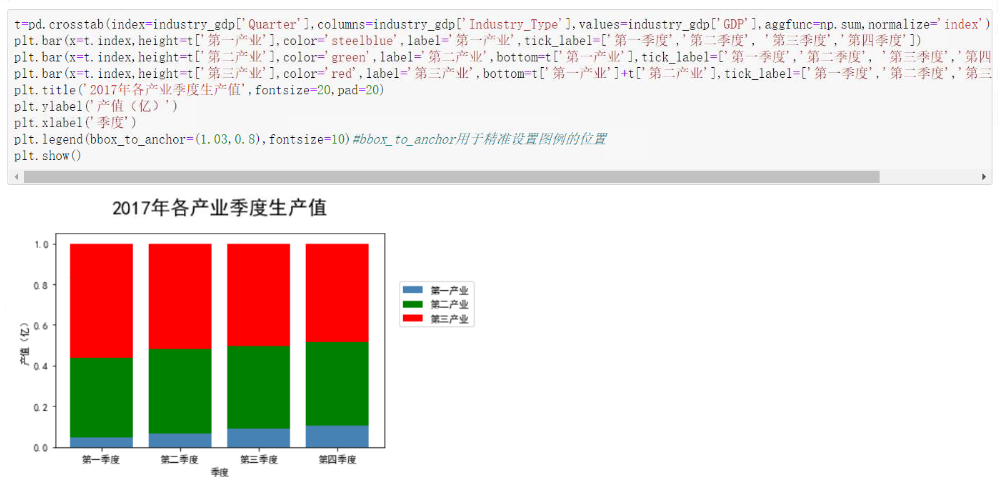 t=pd.crosstab(index=industry_gdp['Quarter'],columns=industry_gdp['Industry_Type'],values=industry_gdp['GDP'],aggfunc=np.sum,normalize='index')
plt.bar(x=t.index,height=t['第一产业'],color='steelblue',label='第一产业',tick_label=['第一季度','第二季度', '第三季度','第四季度'])
plt.bar(x=t.index,height=t['第二产业'],color='green',label='第二产业',bottom=t['第一产业'],tick_label=['第一季度','第二季度', '第三季度','第四
plt.bar(x=t.index,height=t['第三产业'],color='red',label='第三产业',bottom=t['第一产业']+t['第二产业'],tick_label=['第一季度','第二季度','第三
plt.title('2017年各产业季度生产值',fontsize=20,pad=20)
plt.ylabel('产值（亿）')
plt.xlabel('季度')
plt.legend(bbox_to_anchor=(1.03,0.8),fontsize=10)#bbox_to_anchor用于精准设置图例的位置
plt.show()
2017年各产业季度生产值
1.0
0.8
0.6
0.4
0.2
0.0
产值（亿）
第一季度 第二季度 第三季度 第四季度
季度
第一产业
第二产业
第三产业